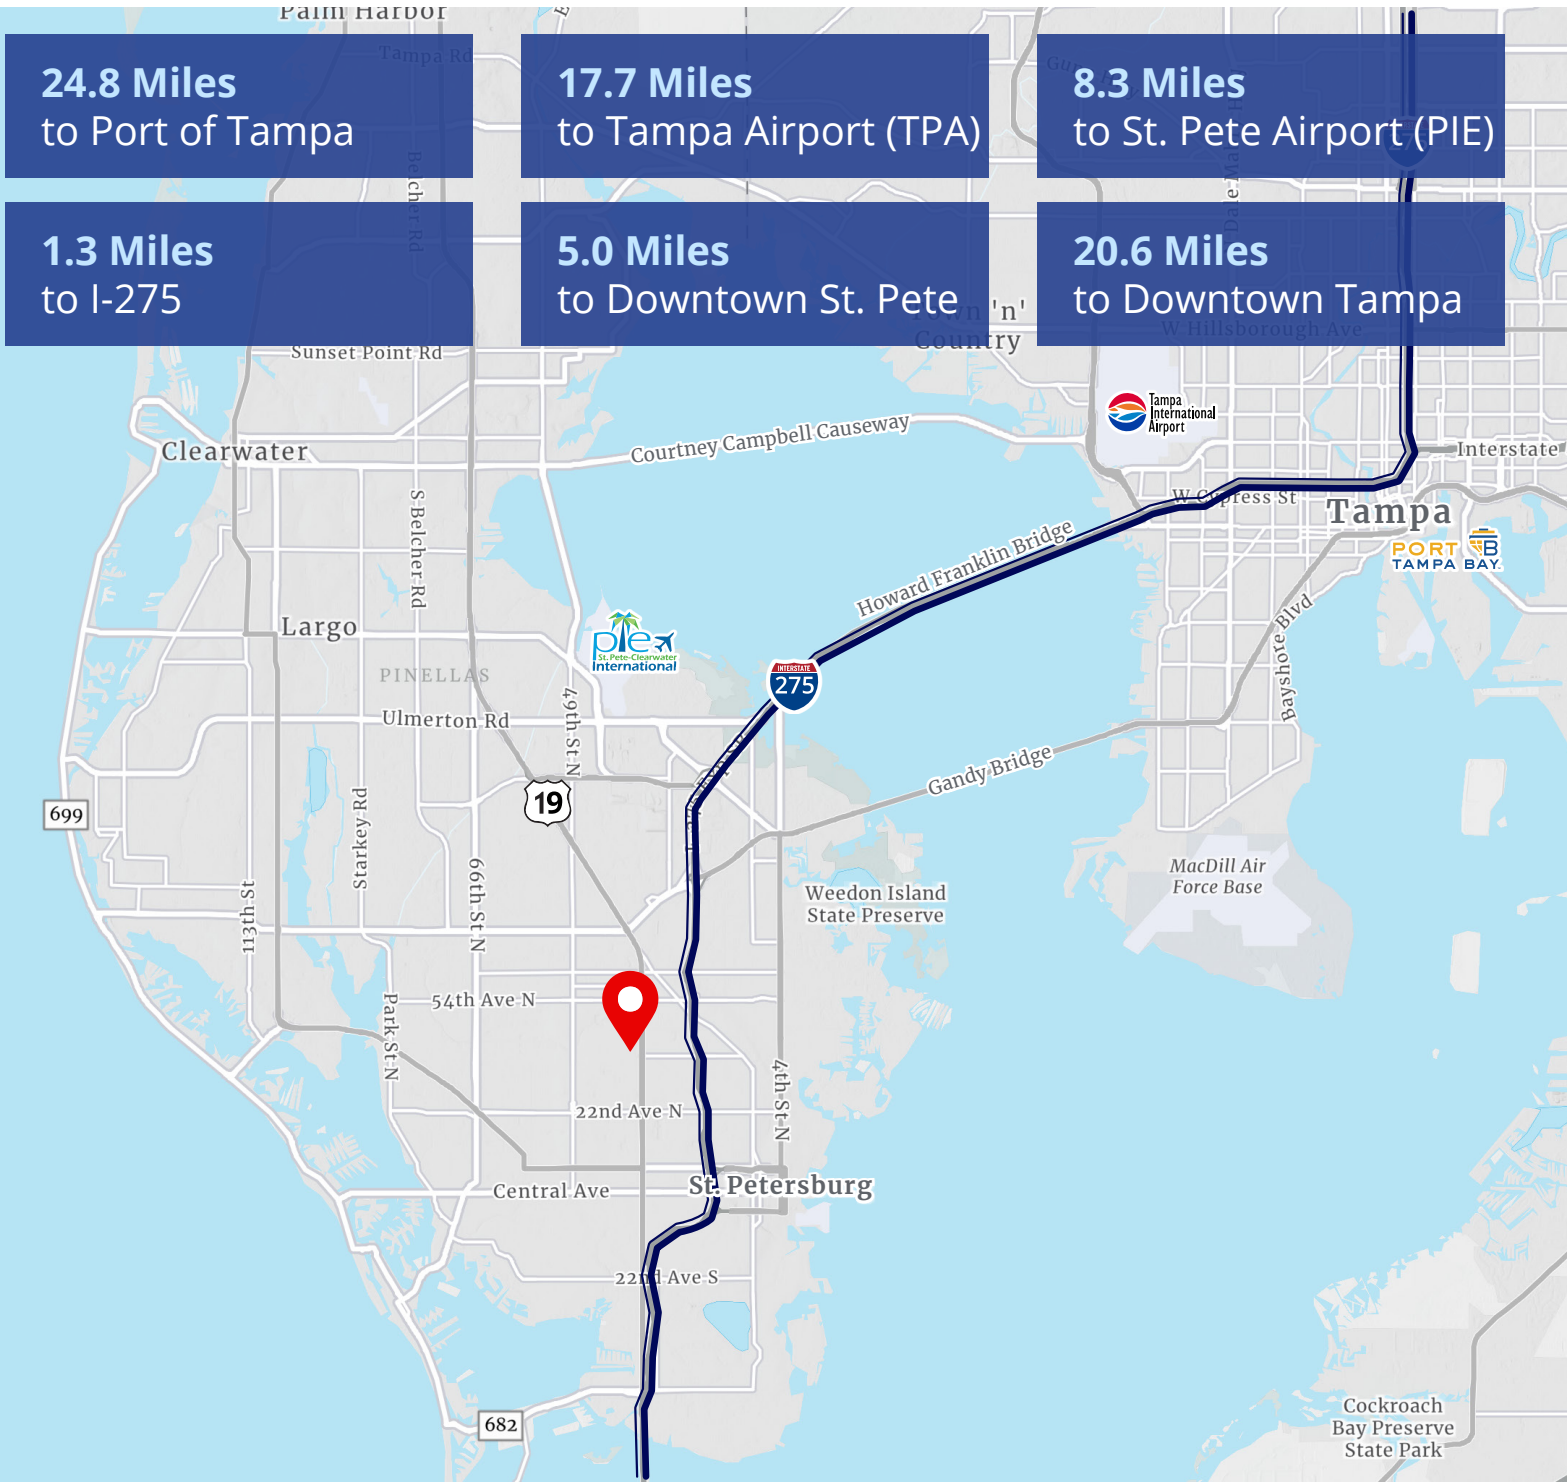 Palm Harbor
Tampa Rd
24.8 Miles
to Port of Tampa
17.7 Miles
to Tampa Airport (TPA)
8.3 Miles
to St. Pete Airport (PIE)
275
Belcher Rd
1.3 Miles
to I-275
5.0 Miles
to Downtown St. Pete
20.6 Miles
to Downtown Tampa
Town 'n'
Country
W Hillsborough Ave
Sunset Point Rd
Tampa
International
Airport
Courtney Campbell Causeway
Clearwater
Interstate
W Cypress St
Tampa
PORT
TAMPA BAY
S Belcher Rd
Howard Franklin Bridge
Largo
pie
St. Pete-Clearwater
International
PINELLAS
INTERSTATE
275
Bayshore Blvd
Ulmerton Rd
49th St N
Gandy Bridge
19
699
Starkey Rd
66th St N
MacDill Air
Force Base
Weedon Island
State Preserve
113th St
54th Ave N
Park St N
4th St N
22nd Ave N
Central Ave
St. Petersburg
22nd Ave S
682
Cockroach
Bay Preserve
State Park